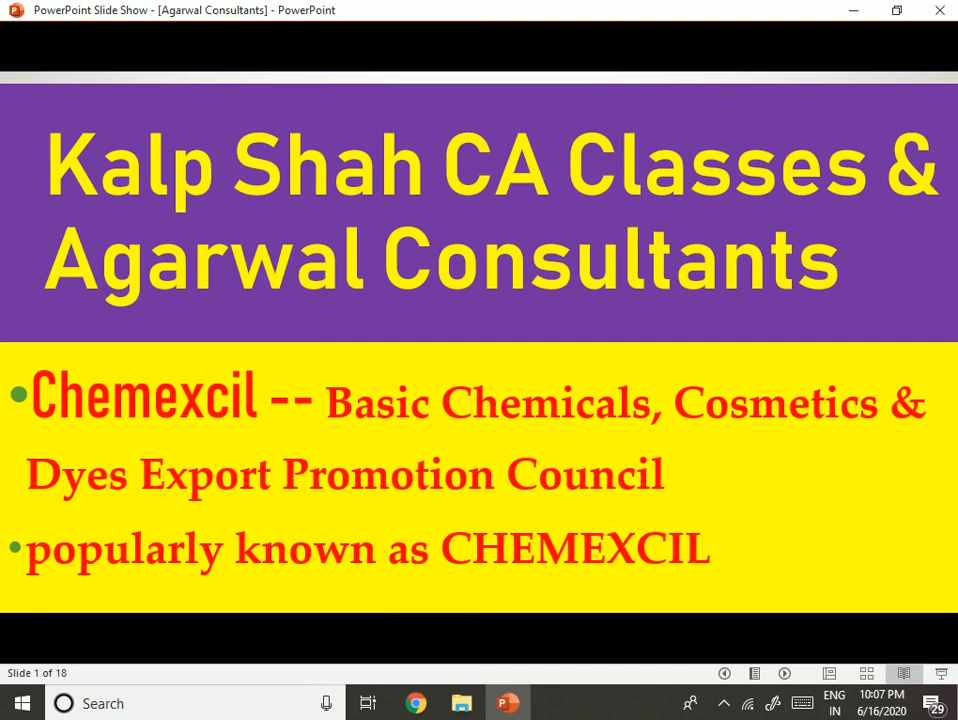 PowerPoint Slide Show - [Agarwal Consultants] - PowerPoint
Kalp Shah CA Classes &
Agarwal Consultants
•Chemexcil -- Basic Chemicals, Cosmetics &
Dyes Export Promotion Council
•popularly known as CHEMEXCIL
Slide 1 of 18
Search
ENG
IN
10:07 PM
6/16/2020
29